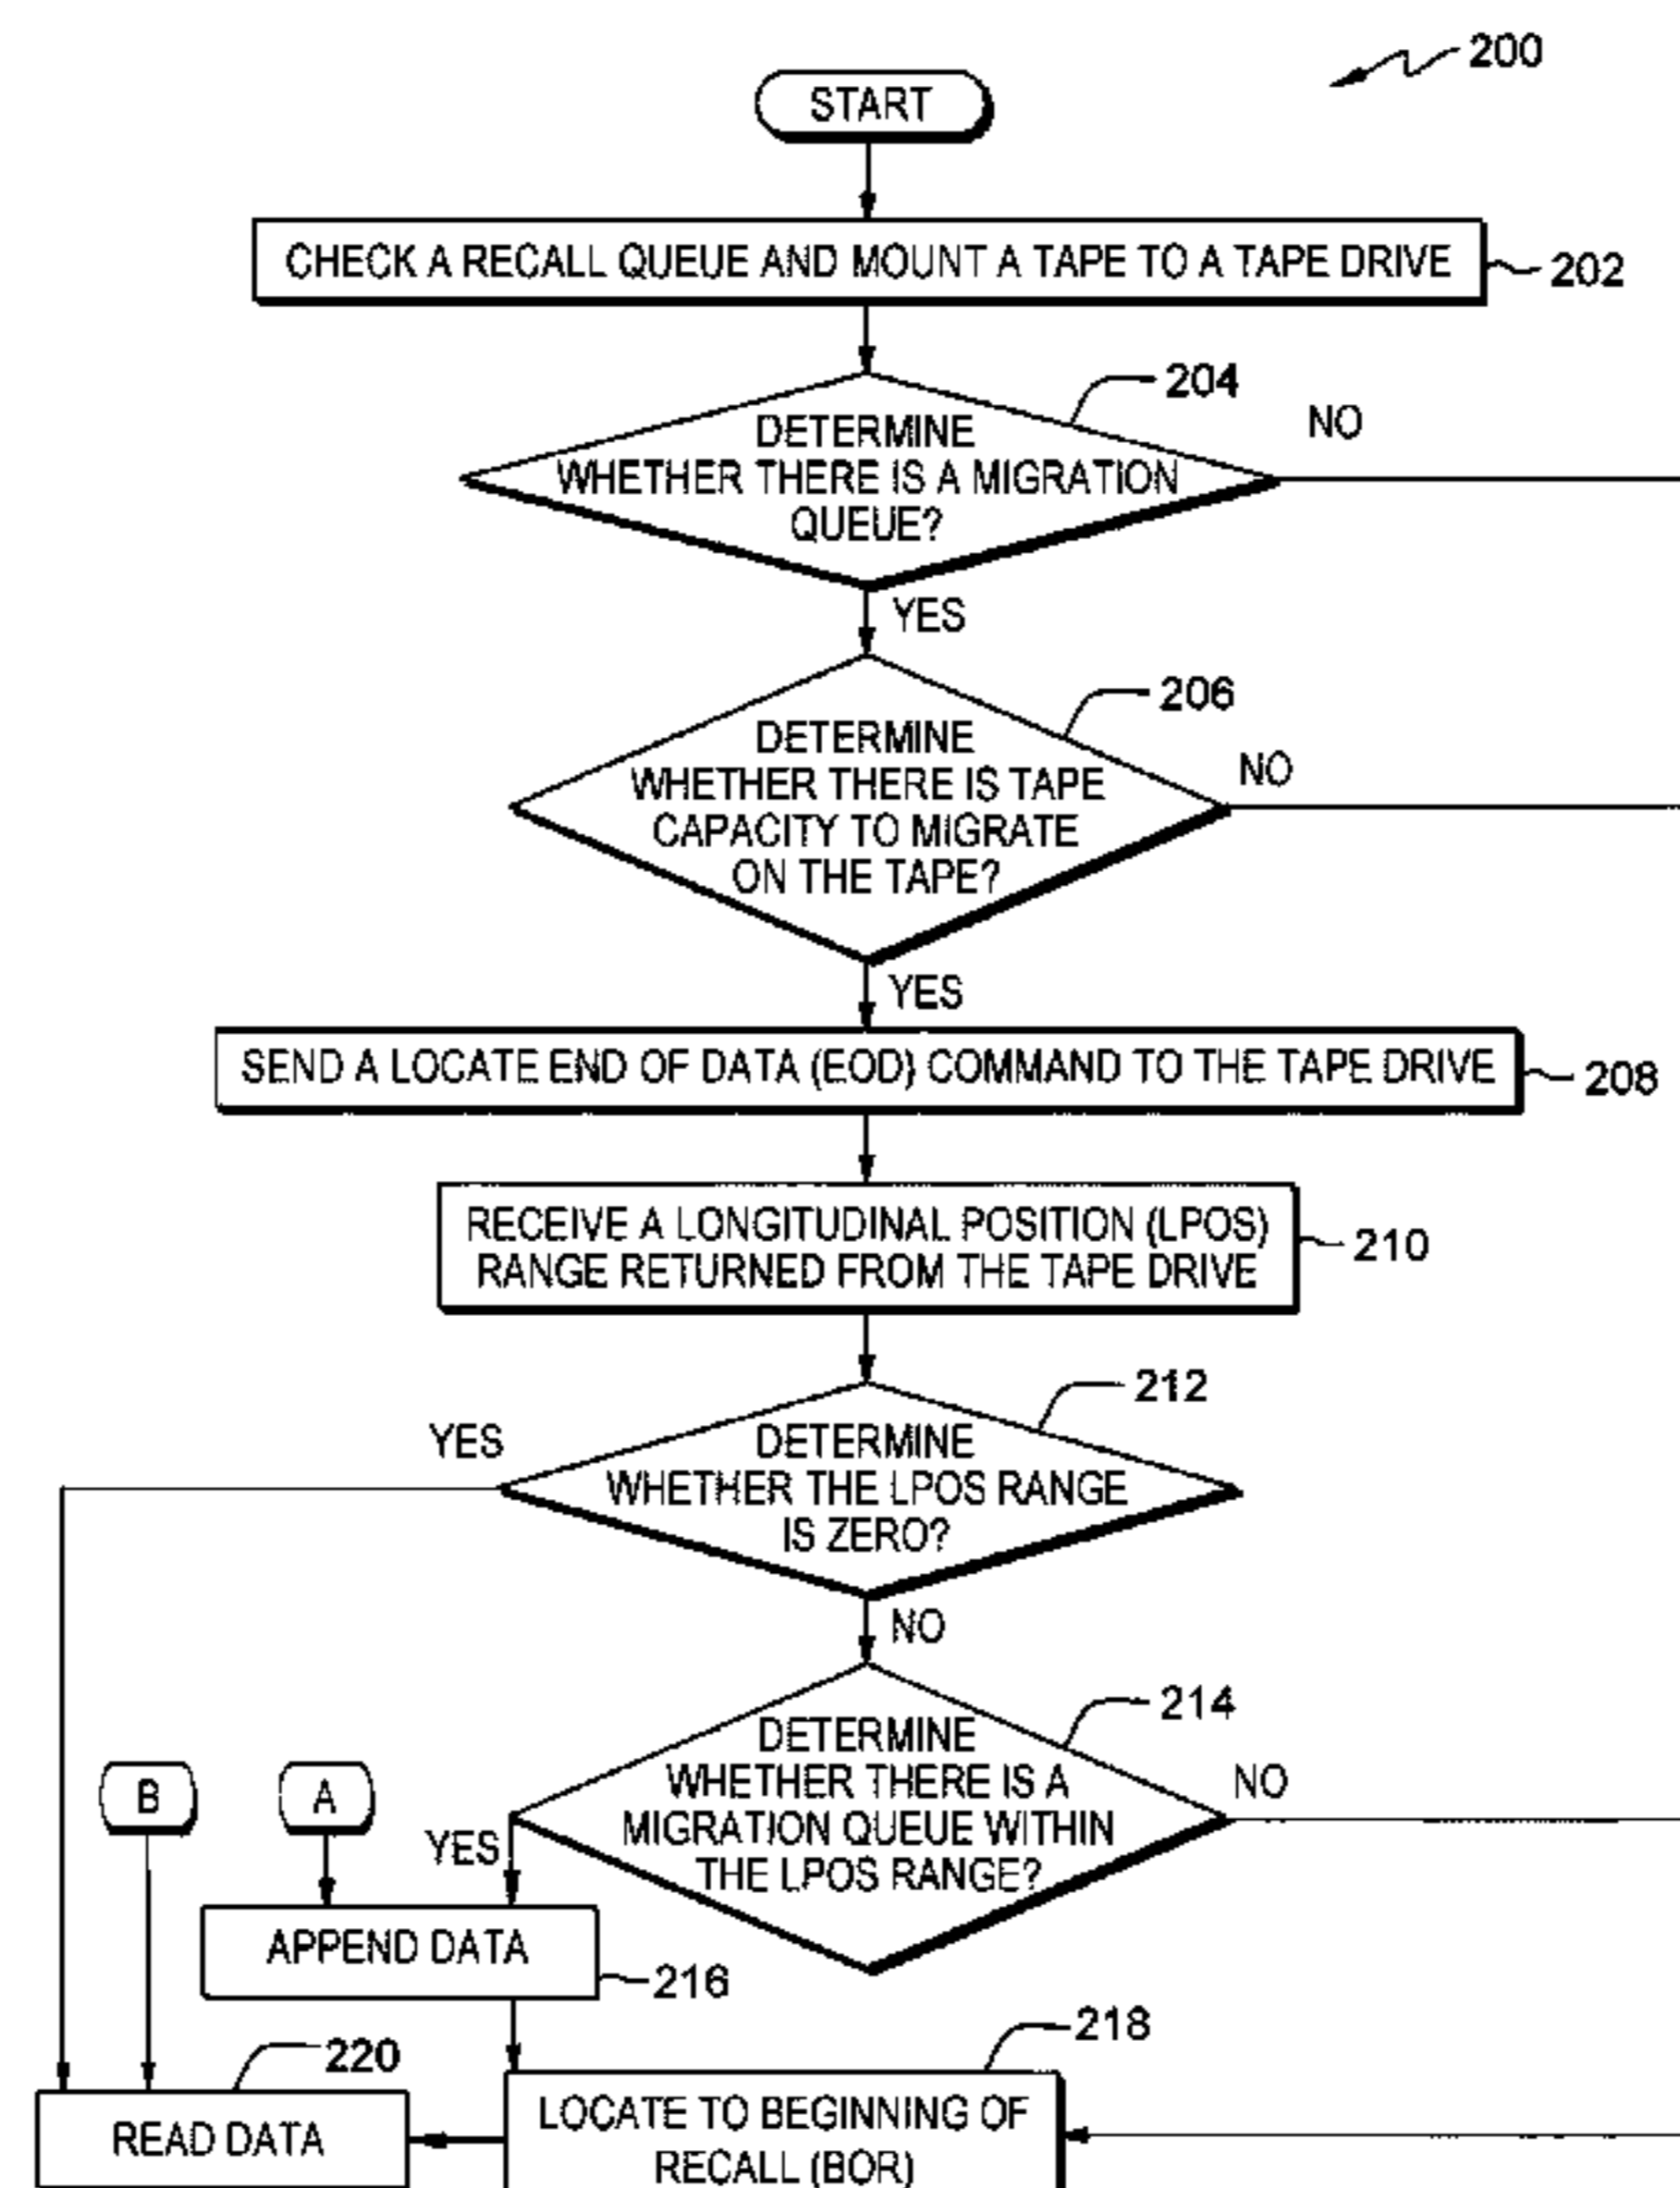 200
START
CHECK A RECALL QUEUE AND MOUNT A TAPE TO A TAPE DRIVE
202
204
NO
DETERMINE
WHETHER THERE IS A MIGRATION
QUEUE?
YES
206
NO
DETERMINE
WHETHER THERE IS TAPE
CAPACITY TO MIGRATE
ON THE TAPE?
YES
SEND A LOCATE END OF DATA (EOD) COMMAND TO THE TAPE DRIVE
208
RECEIVE A LONGITUDINAL POSITION (LPOS)
RANGE RETURNED FROM THE TAPE DRIVE
210
212
YES
DETERMINE
WHETHER THE LPOS RANGE
IS ZERO?
NO
214
DETERMINE
WHETHER THERE IS A
MIGRATION QUEUE WITHIN
THE LPOS RANGE?
NO
B
A
YES
APPEND DATA
216
218
220
READ DATA
LOCATE TO BEGINNING OF
RECALL (BOR)